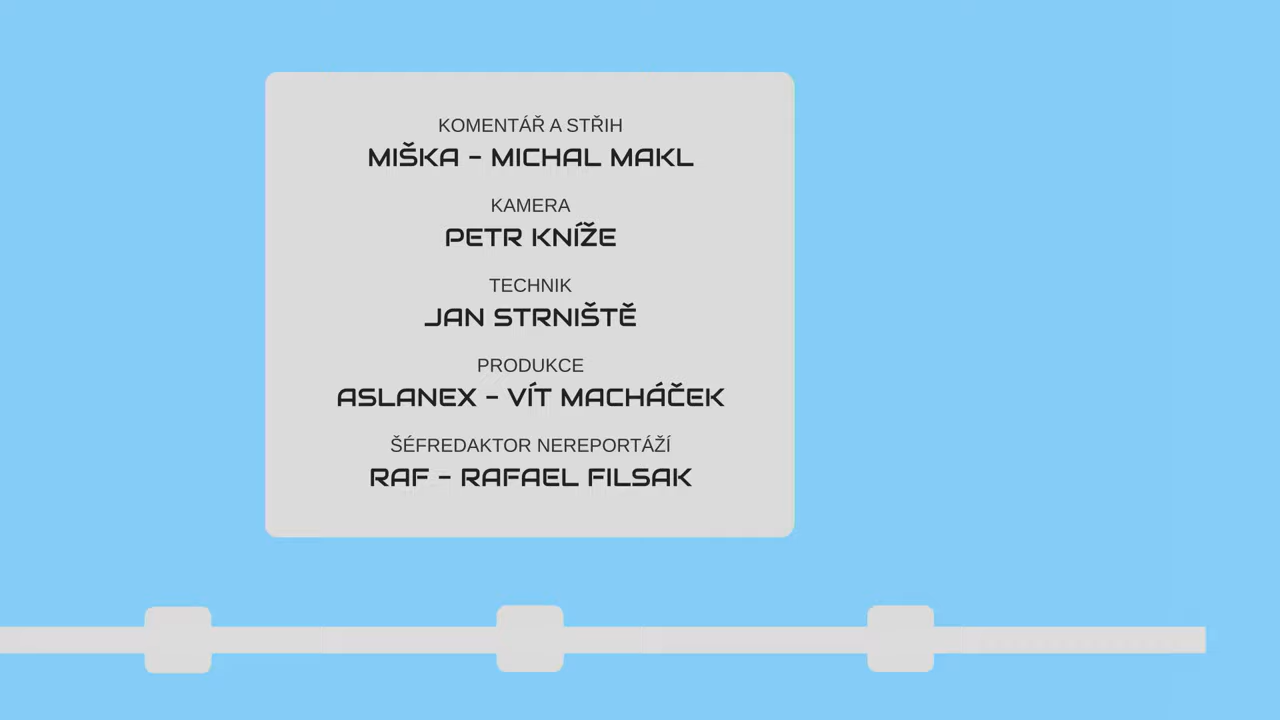 KOMENTÁŘ A STŘIH
MIŠKA - MICHAL MAKL
KAMERA
PETR KNÍŽE
TECHNIK
JAN STRNIŠTĚ
PRODUKCE
ASLANEX - VÍT MACHÁČEK
ŠÉFREDAKTOR NEREPORTÁŽÍ
RAF - RAFAEL FILSAK